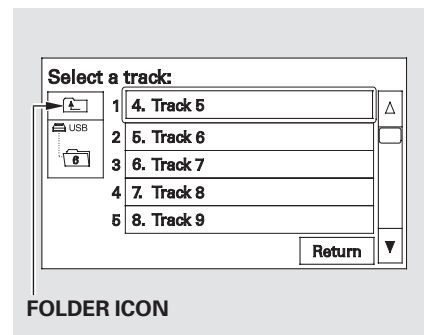 Select a track:
1 4. Track 5
USB
2 5. Track 6
6
3 6. Track 7
4 7. Track 8
5 8. Track 9
Return
FOLDER ICON